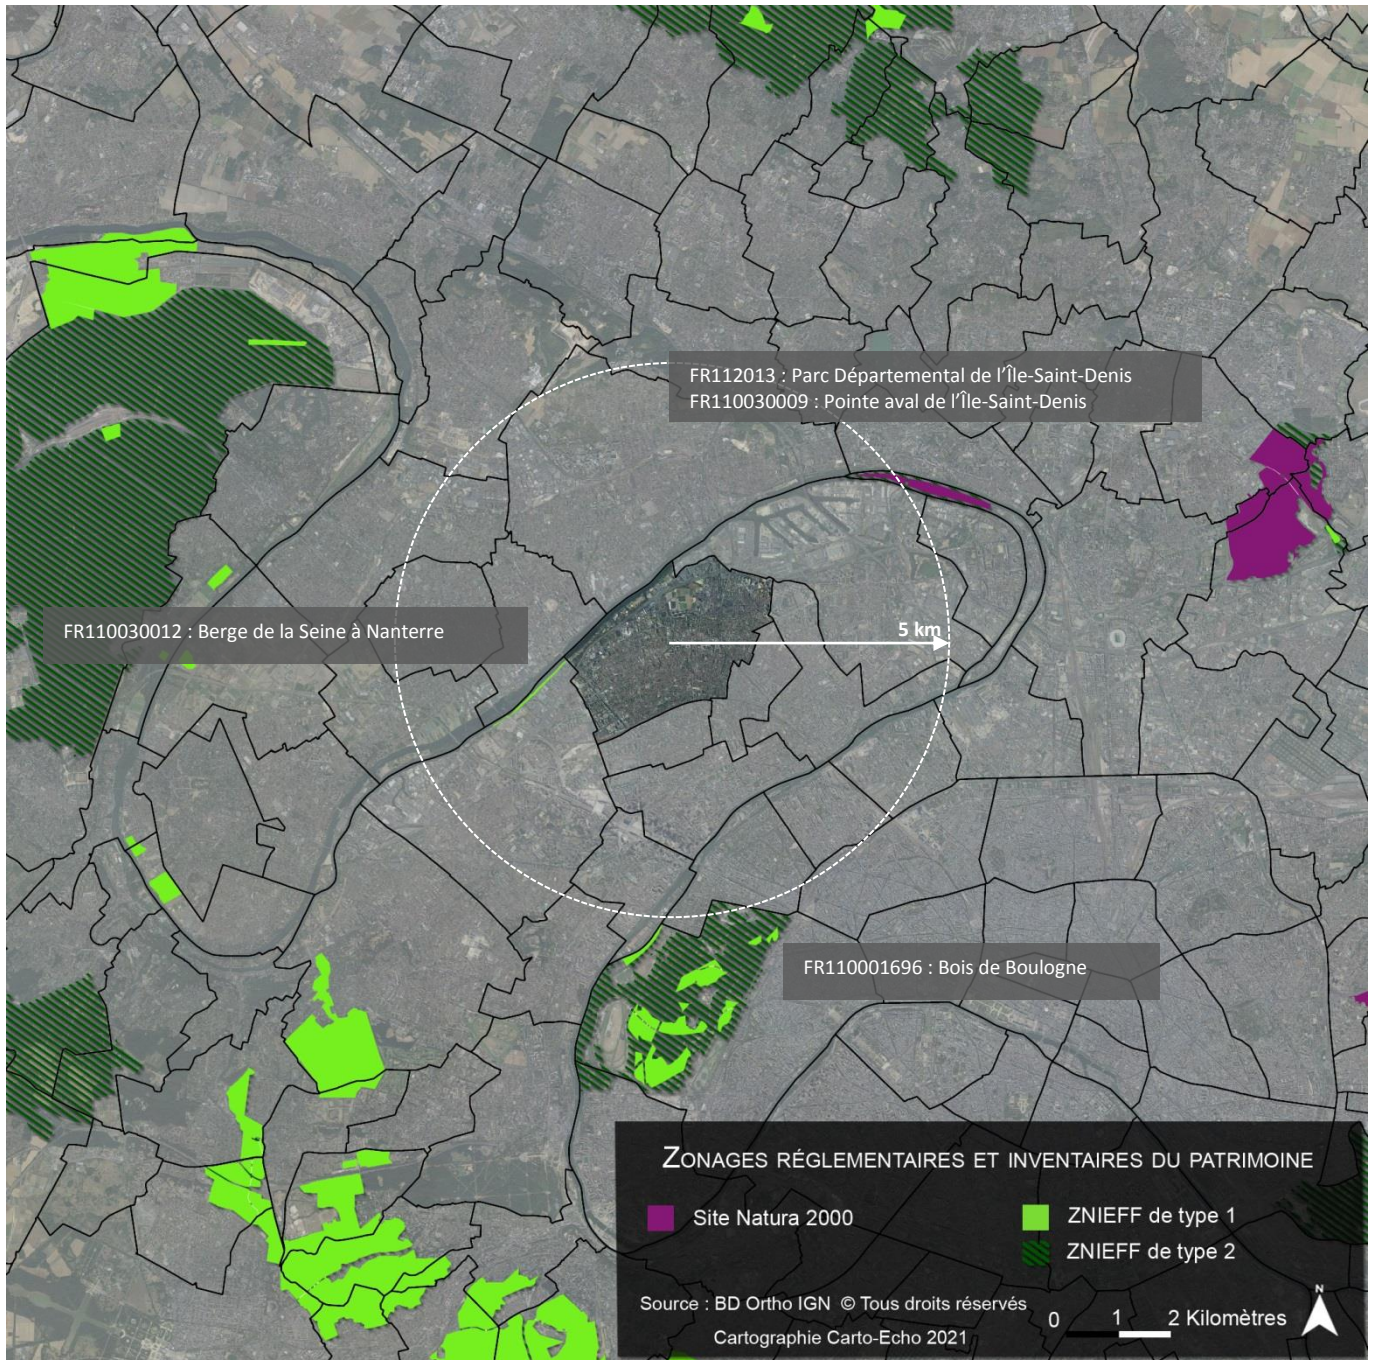 FR112013 : Parc Départemental de l’Île-Saint-Denis
FR110030009 : Pointe aval de l’Île-Saint-Denis
FR110030012 : Berge de la Seine à Nanterre
5 km
FR110001696 : Bois de Boulogne
ZONAGES RÉGLEMENTAIRES ET INVENTAIRES DU PATRIMOINE
Site Natura 2000
ZNIEFF de type 1
ZNIEFF de type 2
Source : BD Ortho IGN © Tous droits réservés
Cartographie Carto-Echo 2021
0 1 2 Kilomètres
N